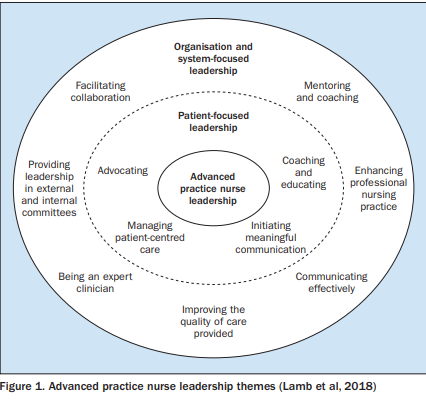 Organisation and
system-focused
leadership
Facilitating
collaboration
Mentoring
and coaching
Patient-focused
leadership
Providing
leadership
in external
and internal
committees
Advocating
Advanced
practice nurse
leadership
Coaching
and
educating
Enhancing
professional
nursing
practice
Managing
patient-centred
care
Initiating
meaningful
communication
Being an expert
clinician
Communicating
effectively
Improving the
quality of care
provided
Figure 1. Advanced practice nurse leadership themes (Lamb et al, 2018)